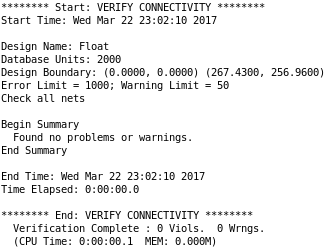 ******** Start: VERIFY CONNECTIVITY ********
Start Time: Wed Mar 22 23:02:10 2017

Design Name: Float
Database Units: 2000
Design Boundary: (0.0000, 0.0000) (267.4300, 256.9600)
Error Limit = 1000; Warning Limit = 50
Check all nets

Begin Summary
  Found no problems or warnings.
End Summary

End Time: Wed Mar 22 23:02:10 2017
Time Elapsed: 0:00:00.0

******** End: VERIFY CONNECTIVITY ********
  Verification Complete : 0 Viols.  0 Wrngs.
  (CPU Time: 0:00:00.1  MEM: 0.000M)